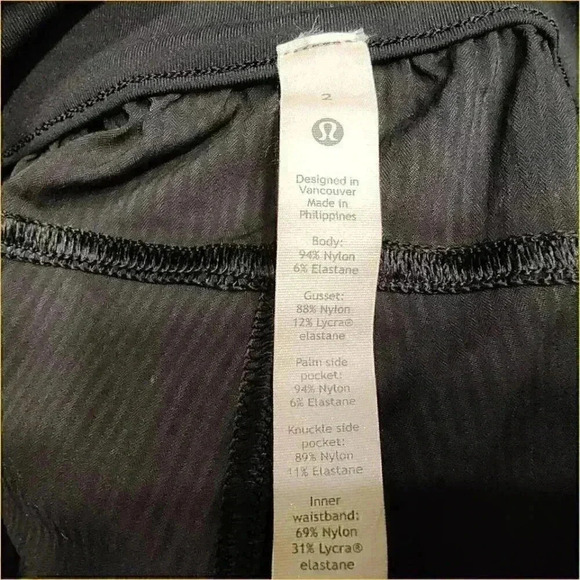 2
Designed in
Vancouver
Made in
Philippines
Body:
94% Nylon
6% Elastane
Gusset:
88% Nylon
12% Lycra®
elastane
Palm side
pocket:
94% Nylon
6% Elastane
Knuckle side
pocket:
89% Nylon
11% Elastane
Inner
waistband:
69% Nylon
31% Lycra®
elastane